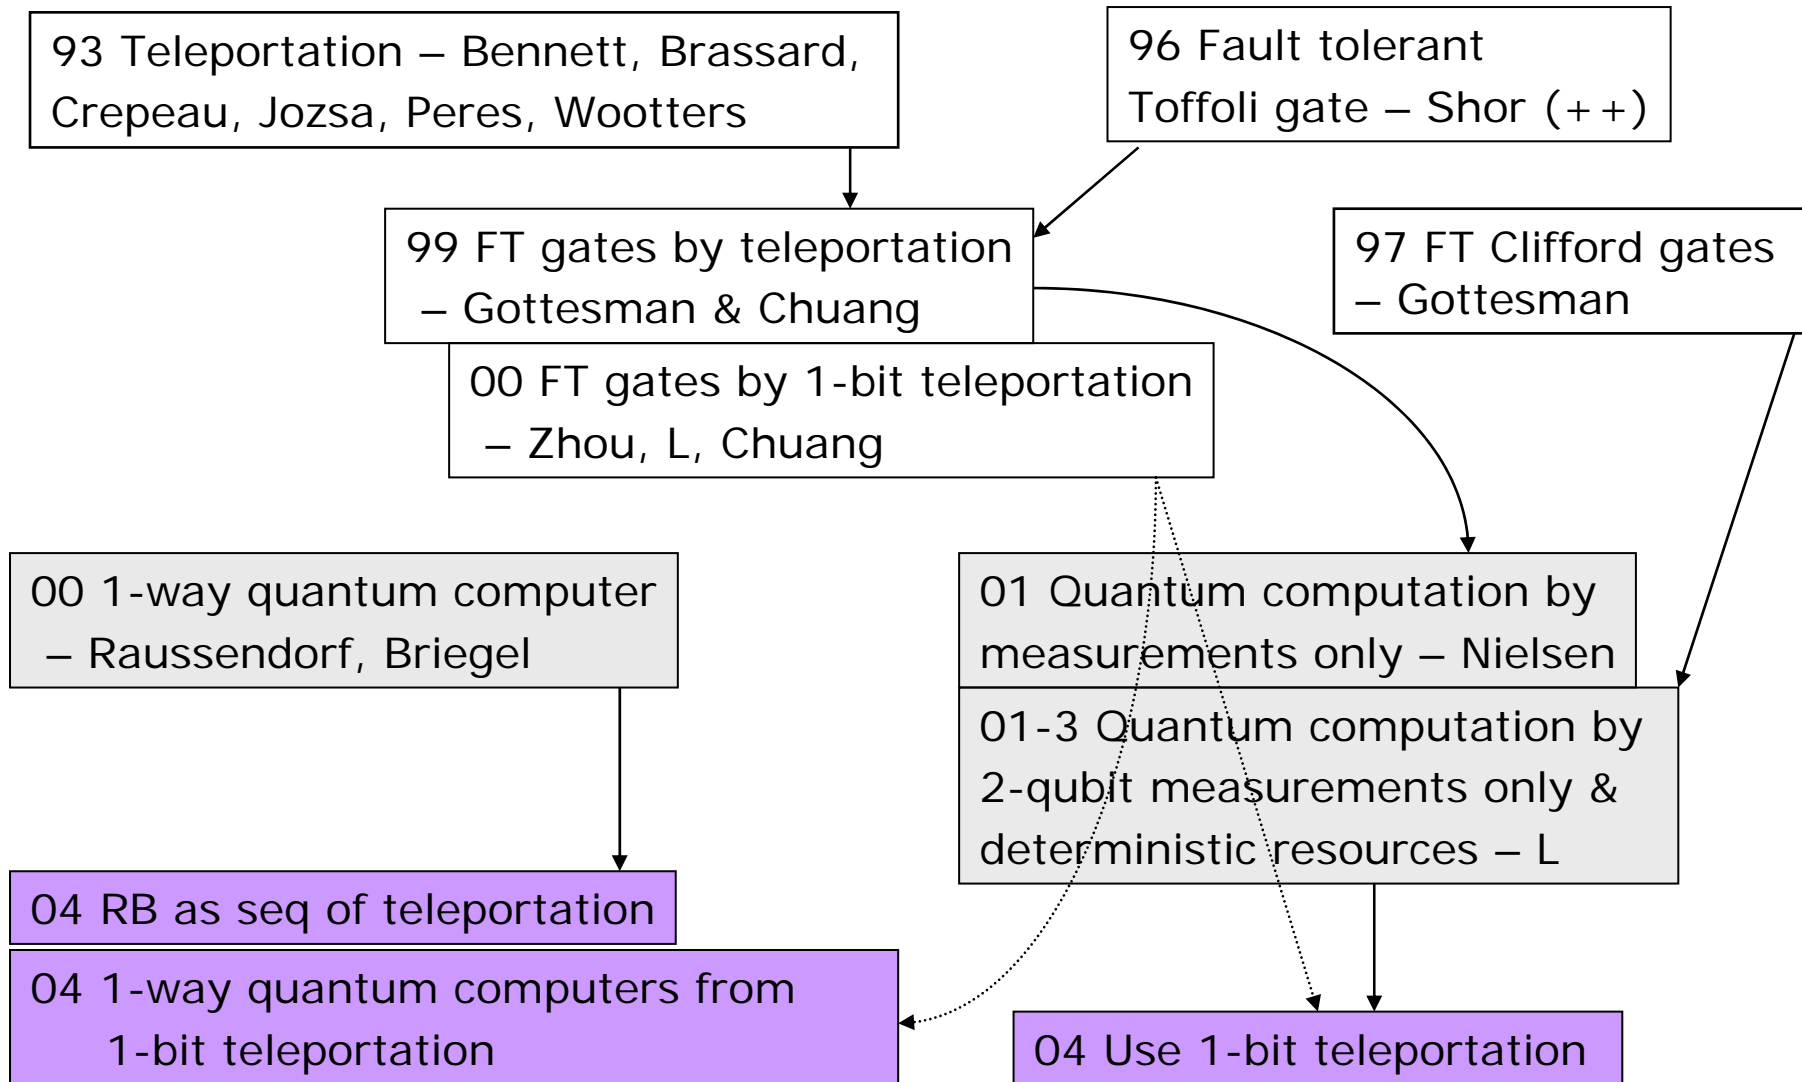 93 Teleportation – Bennett, Brassard,
Crepeau, Jozsa, Peres, Wootters
96 Fault tolerant
Toffoli gate – Shor (++)
99 FT gates by teleportation
– Gottesman & Chuang
97 FT Clifford gates
– Gottesman
00 FT gates by 1-bit teleportation
– Zhou, L, Chuang
00 1-way quantum computer
– Raussendorf, Briegel
01 Quantum computation by
measurements only – Nielsen
01-3 Quantum computation by
2-qubit measurements only &
deterministic resources – L
04 RB as seq of teleportation
04 1-way quantum computers from
1-bit teleportation
04 Use 1-bit teleportation